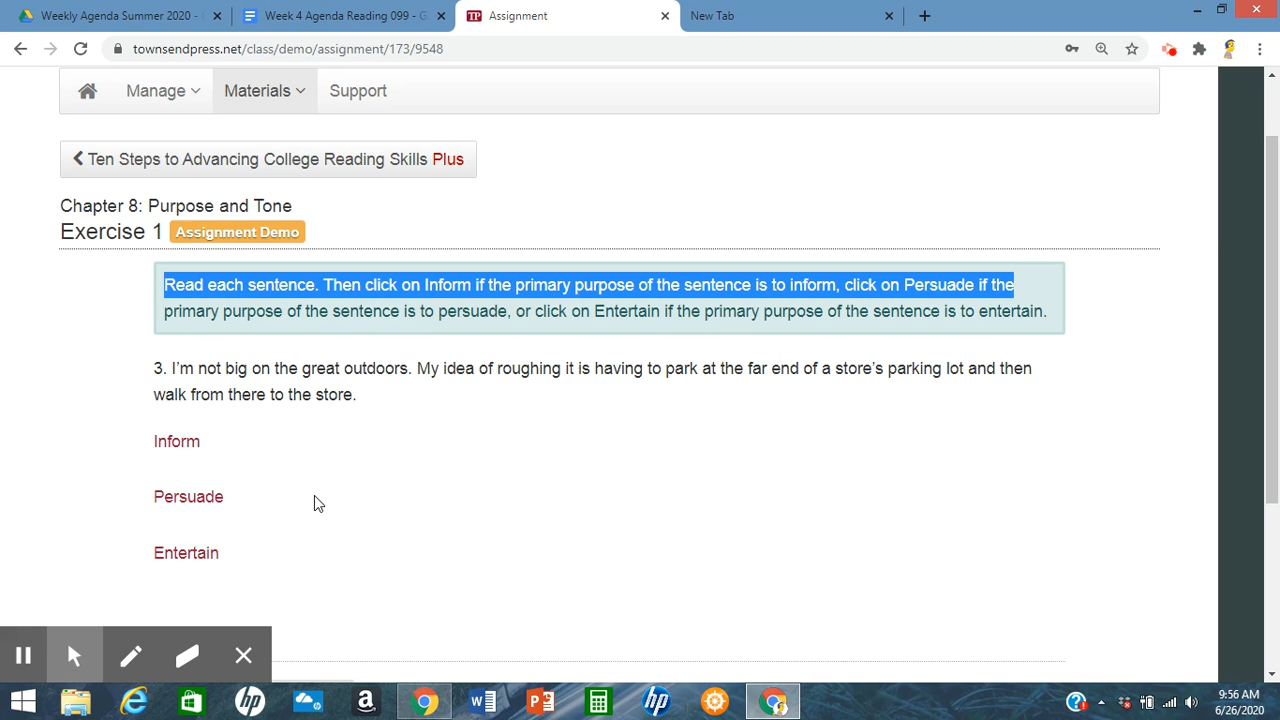 Weekly Agenda Summer 2020 -
Week 4 Agenda Reading 099 - G
TP Assignment
New Tab
townsendpress.net/class/demo/assignment/173/9548
Manage
Materials
Support
Ten Steps to Advancing College Reading Skills Plus
Chapter 8: Purpose and Tone
Exercise 1 Assignment Demo
Read each sentence. Then click on Inform if the primary purpose of the sentence is to inform, click on Persuade if the
primary purpose of the sentence is to persuade, or click on Entertain if the primary purpose of the sentence is to entertain.
3. I’m not big on the great outdoors. My idea of roughing it is having to park at the far end of a store’s parking lot and then
walk from there to the store.
Inform
Persuade
Entertain
9:56 AM
6/26/2020